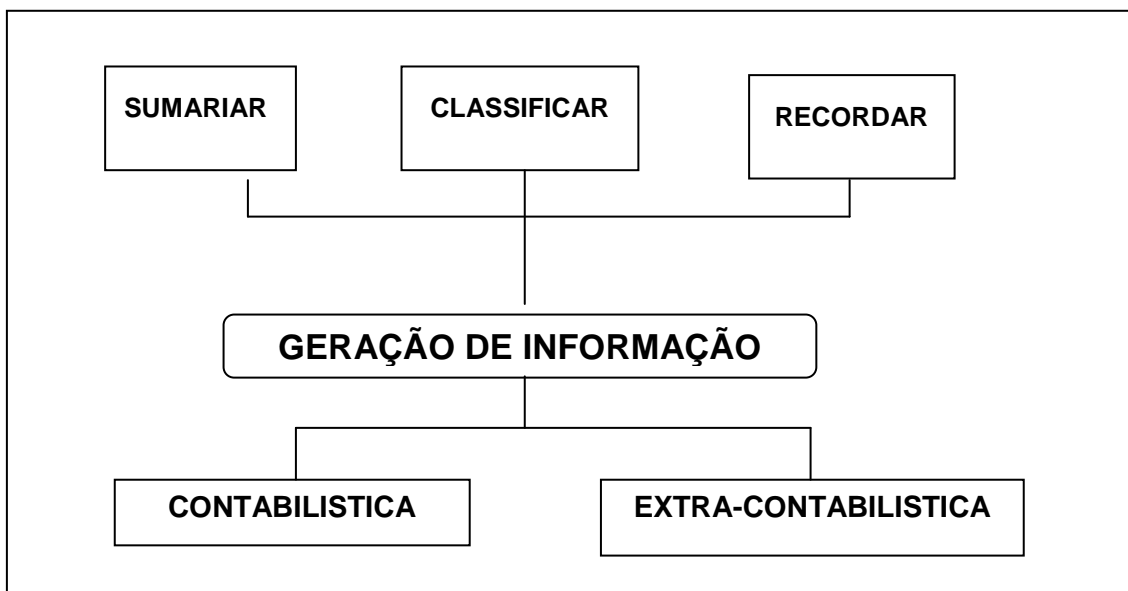 SUMARIAR
CLASSIFICAR
RECORDAR
GERAÇÃO DE INFORMAÇÃO
CONTABILISTICA
EXTRA-CONTABILISTICA